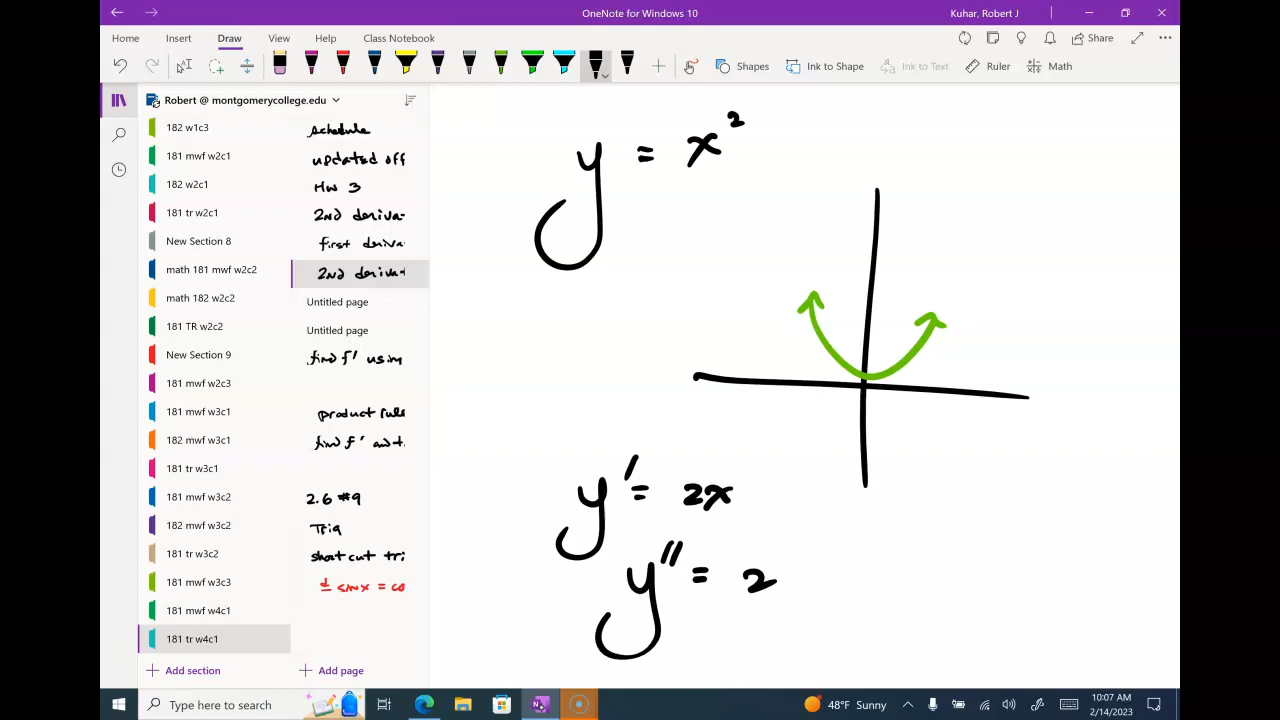 OneNote for Windows 10
Kuhar, Robert J
Home Insert Draw View Help Class Notebook
Share
Shapes Ink to Shape Ink to Text Ruler Math
Robert @ montgomerycollege.edu
182 w1c3
181 mwf w2c1
182 w2c1
181 tr w2c1
New Section 8
math 181 mwf w2c2
math 182 w2c2
181 TR w2c2
New Section 9
181 mwf w2c3
181 mwf w3c1
182 mwf w3c1
181 tr w3c1
181 mwf w3c2
182 mwf w3c2
181 tr w3c2
181 mwf w3c3
181 mwf w4c1
181 tr w4c1
Add section
schedule
updated off
HW 3
2ND deriva
first deriva
2ND deriva
Untitled page
Untitled page
find f' using
product rule
find f' and
2.6 #9
Trig
shortcut tri
d sinx = co
Add page
y = x²
y' = 2x
y'' = 2
Type here to search
48°F Sunny
10:07 AM
2/14/2023